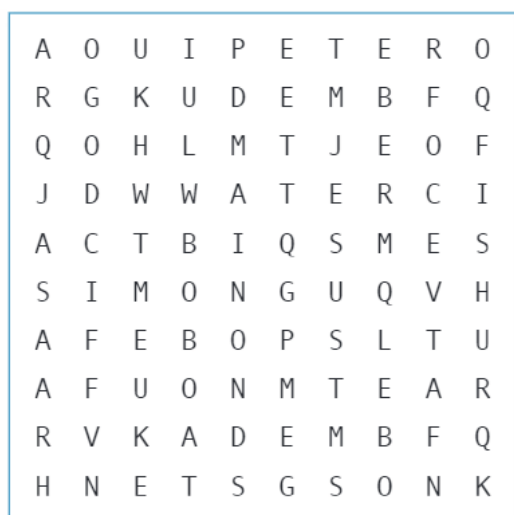 A O U I P E T E R O
R G K U D E M B F Q
Q O H L M T J E O F
J D W W A T E R C I
A C T B I Q S M E S
S I M O N G U Q V H
A F E B O P S L T U
A F U O N M T E A R
R V K A D E M B F Q
H N E T S G S O N K